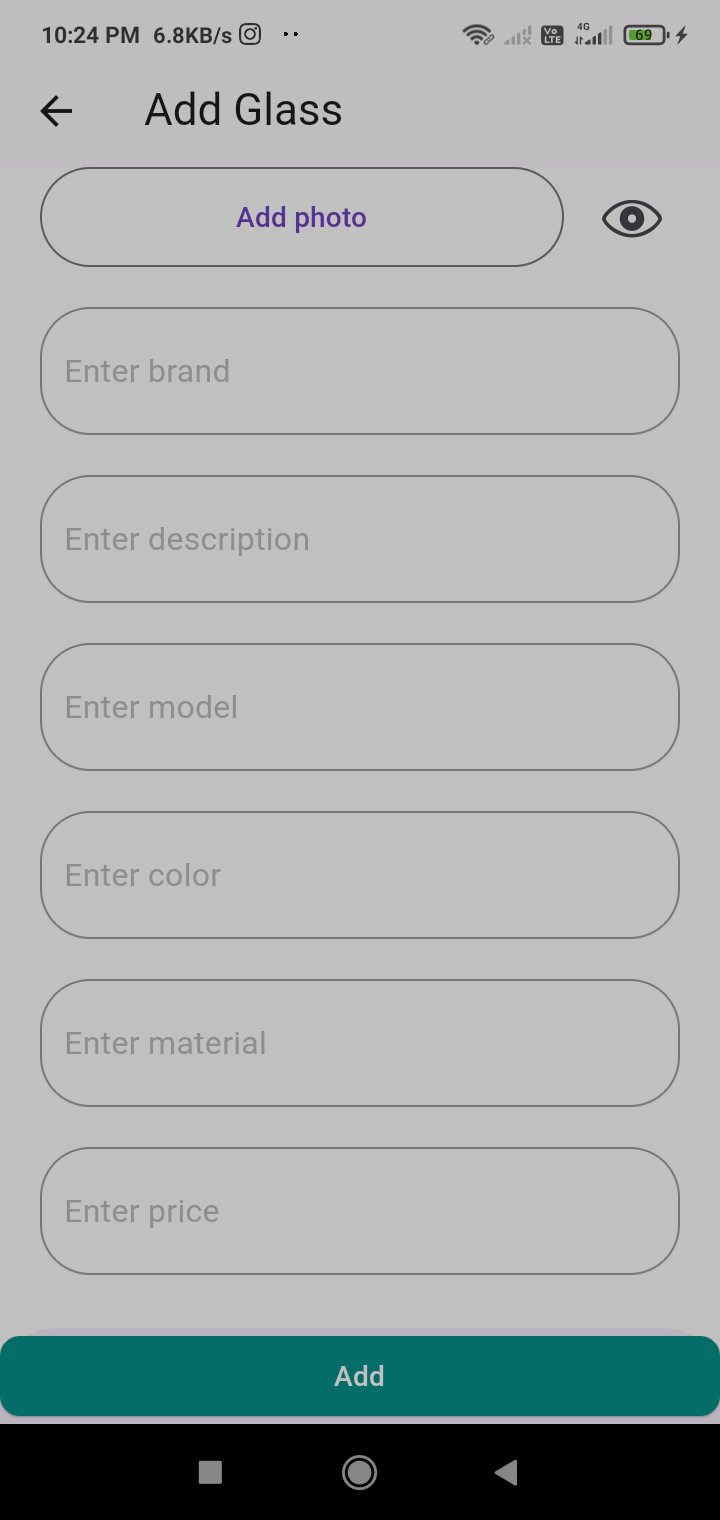 10:24 PM 6.8KB/s
Vo LTE 4G 69
Add Glass
Add photo
Enter brand
Enter description
Enter model
Enter color
Enter material
Enter price
Add